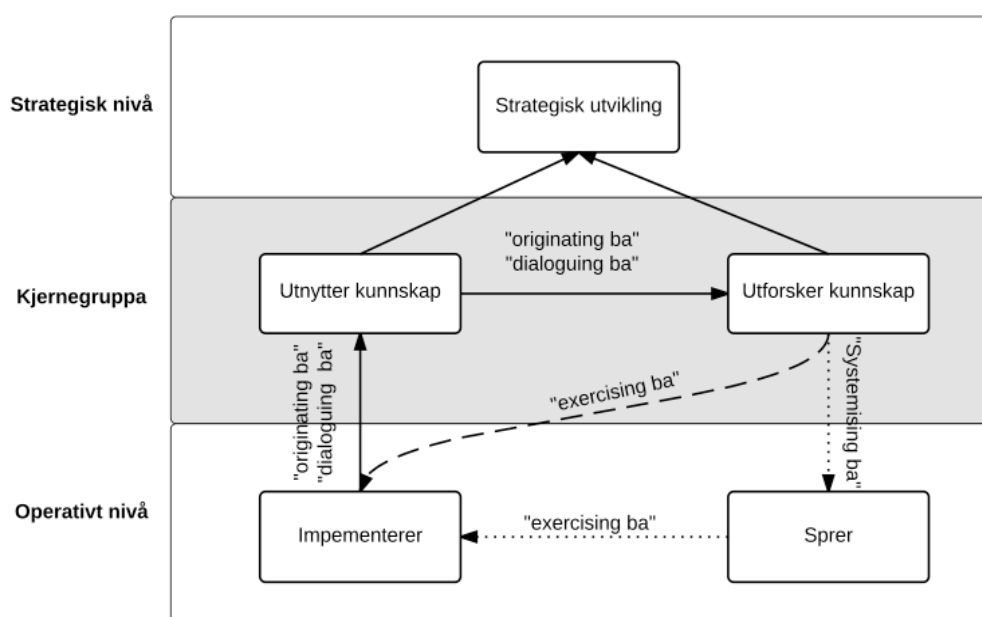 Strategisk nivå
Strategisk utvikling
Kjernegruppa
"originating ba"
"dialoguing ba"
Utnytter kunnskap
Utforsker kunnskap
"originating ba"
"dialoguing  ba"
"exercising ba"
"Systemising ba"
Operativt nivå
Impementerer
"exercising ba"
Sprer